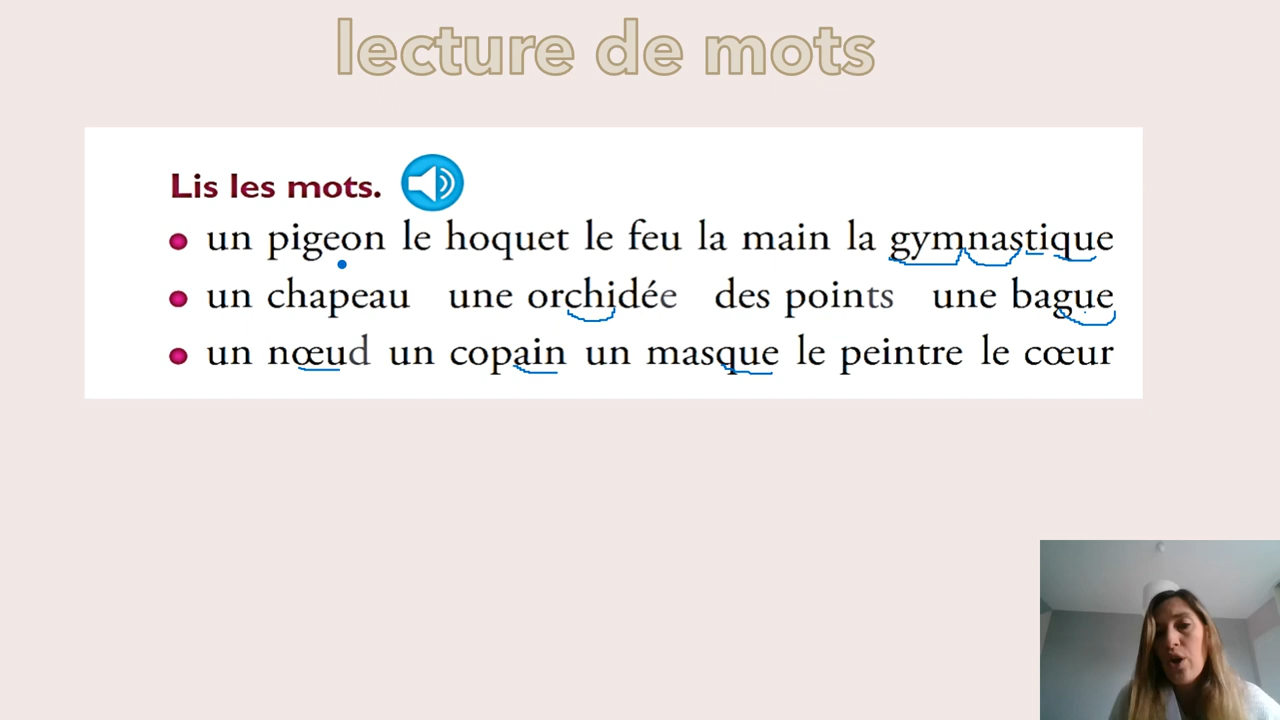 lecture de mots
Lis les mots.
un pigeon le hoquet le feu la main la gymnastique
un chapeau une orchidée des points une bague
un nœud un copain un masque le peintre le cœur